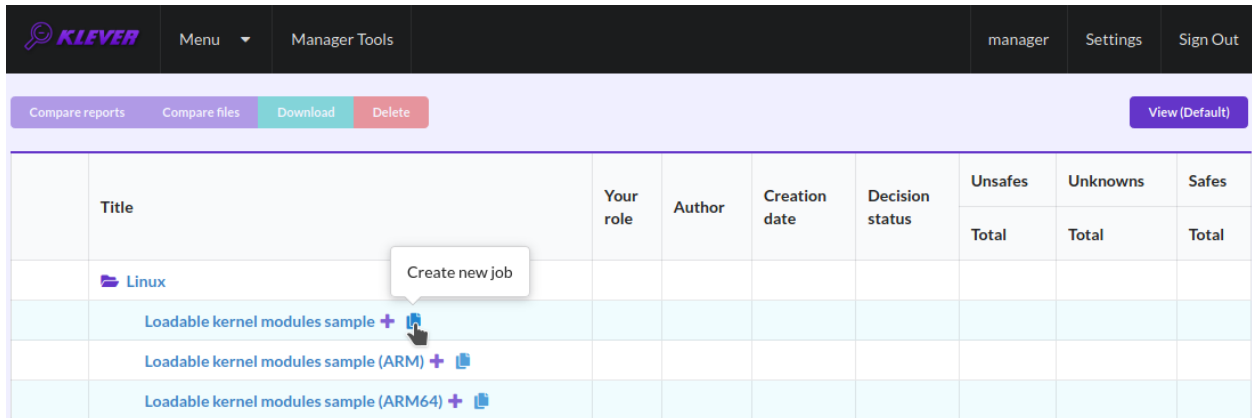 KLEVER Menu Manager Tools manager Settings Sign Out
Compare reports Compare files Download Delete View (Default)
Title Your role Author Creation date Decision status Unsafes Unknowns Safes
Total Total Total
Create new job
Linux
Loadable kernel modules sample
Loadable kernel modules sample (ARM)
Loadable kernel modules sample (ARM64)